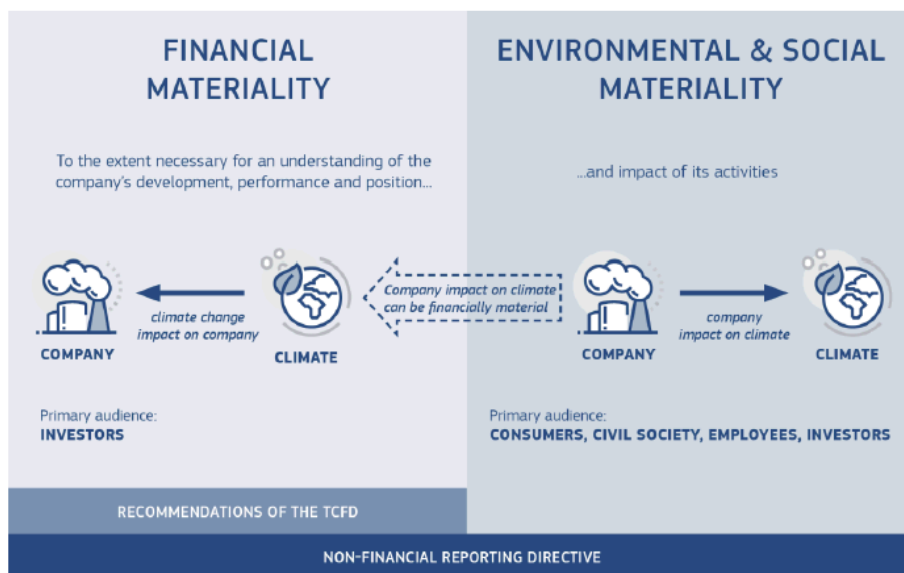 FINANCIAL
MATERIALITY
To the extent necessary for an understanding of the
company's development, performance and position...
climate change
impact on company
COMPANY
CLIMATE
Primary audience:
INVESTORS
RECOMMENDATIONS OF THE TCFD
Company impact on climate
can be financially material
ENVIRONMENTAL & SOCIAL
MATERIALITY
...and impact of its activities
company
impact on climate
COMPANY
CLIMATE
Primary audience:
CONSUMERS, CIVIL SOCIETY, EMPLOYEES, INVESTORS
NON-FINANCIAL REPORTING DIRECTIVE